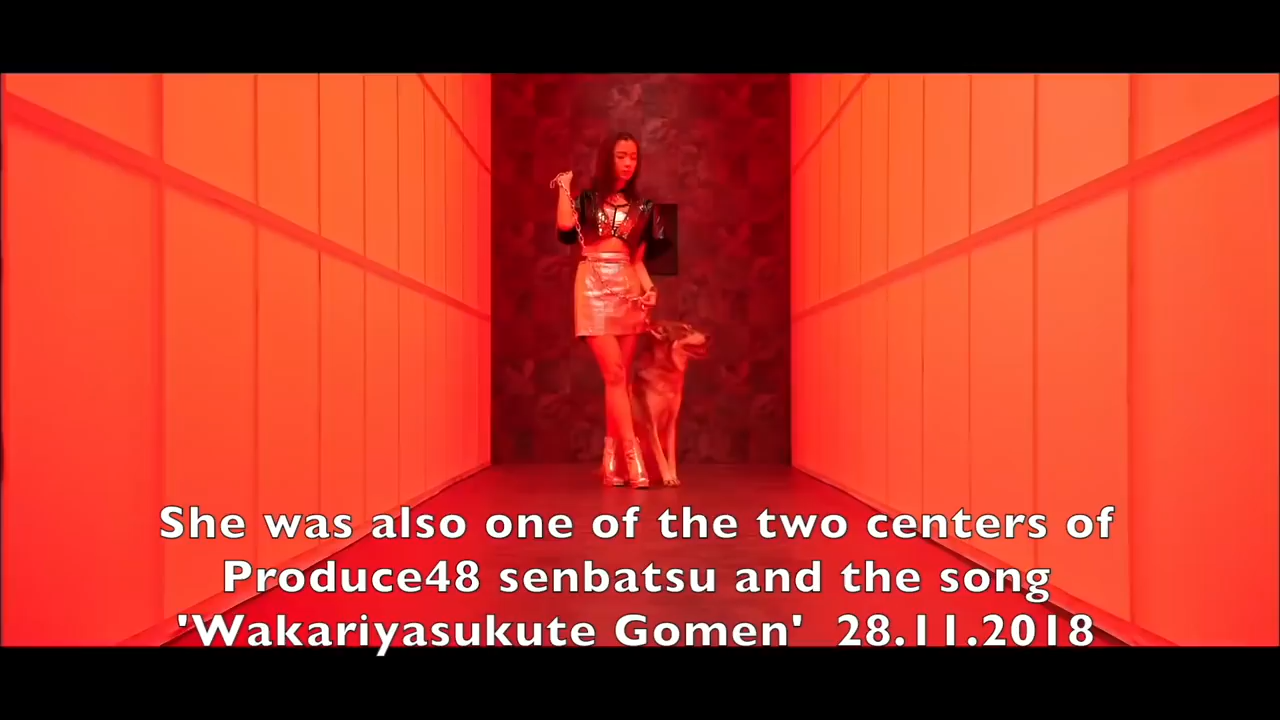 She was also one of the two centers of
Produce48 senbatsu and the song
'Wakariyasukute Gomen'  28.11.2018